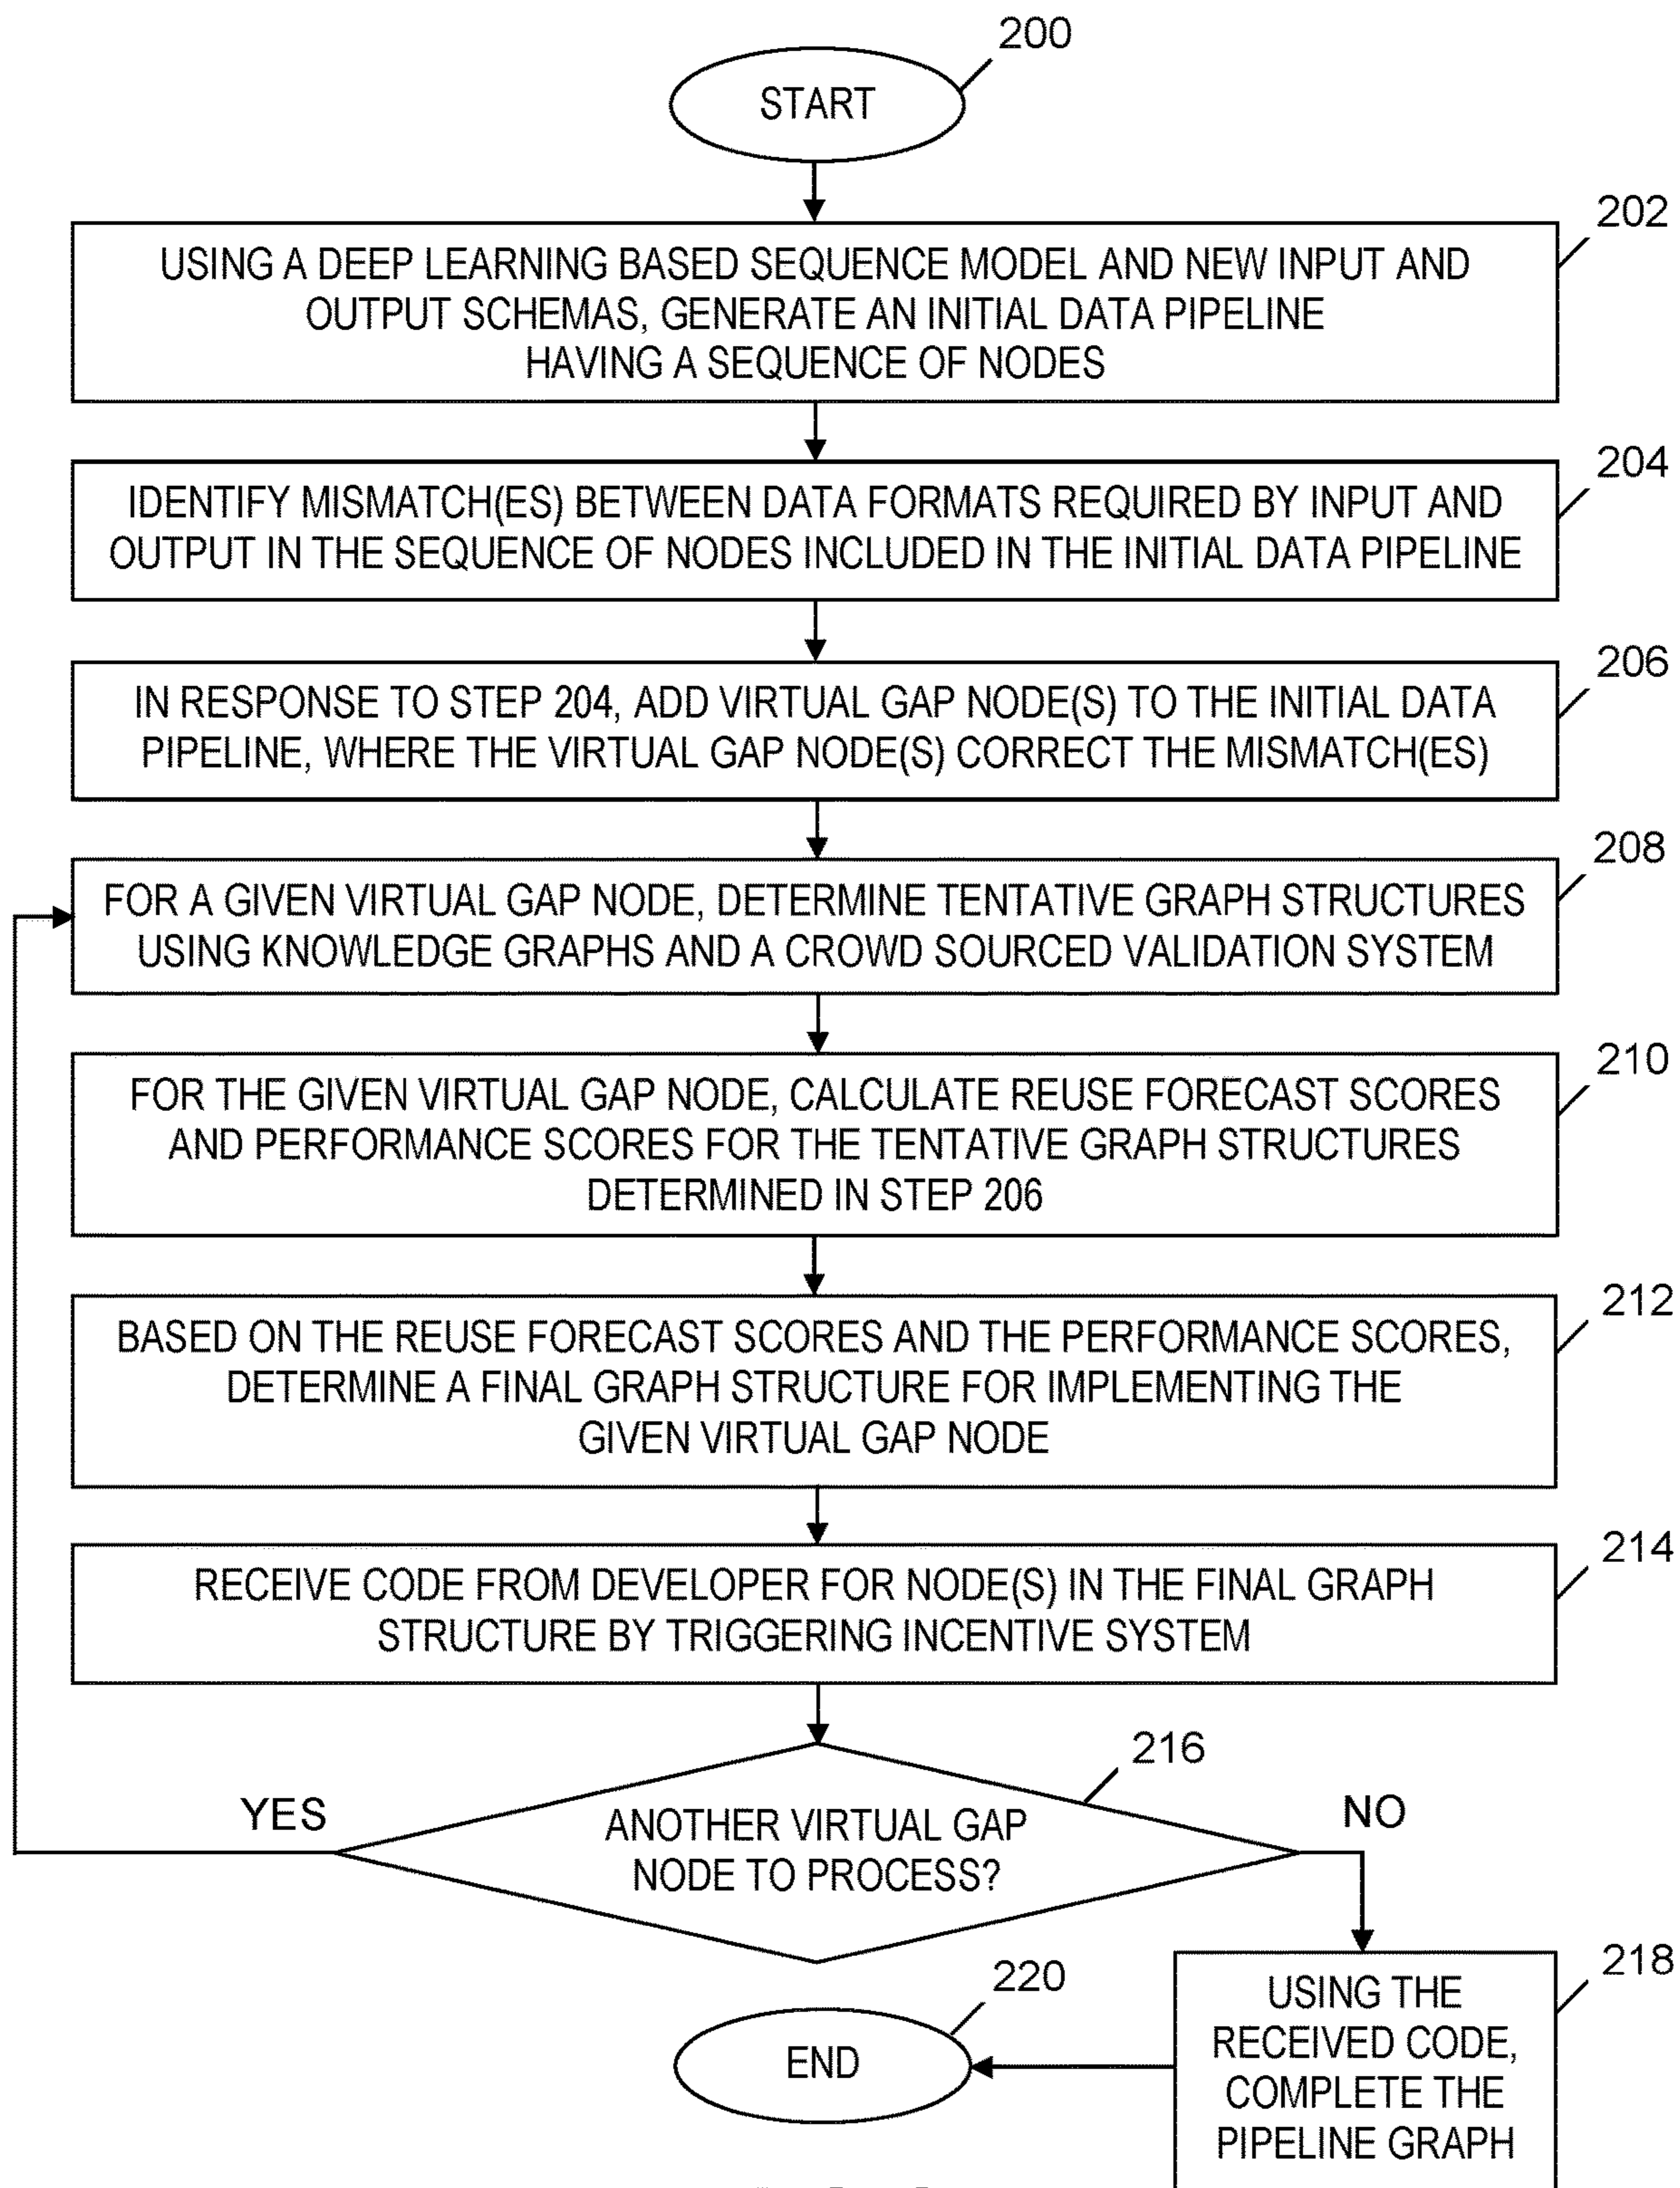 200
START
202
USING A DEEP LEARNING BASED SEQUENCE MODEL AND NEW INPUT AND
OUTPUT SCHEMAS, GENERATE AN INITIAL DATA PIPELINE
HAVING A SEQUENCE OF NODES
204
IDENTIFY MISMATCH(ES) BETWEEN DATA FORMATS REQUIRED BY INPUT AND
OUTPUT IN THE SEQUENCE OF NODES INCLUDED IN THE INITIAL DATA PIPELINE
206
IN RESPONSE TO STEP 204, ADD VIRTUAL GAP NODE(S) TO THE INITIAL DATA
PIPELINE, WHERE THE VIRTUAL GAP NODE(S) CORRECT THE MISMATCH(ES)
208
FOR A GIVEN VIRTUAL GAP NODE, DETERMINE TENTATIVE GRAPH STRUCTURES
USING KNOWLEDGE GRAPHS AND A CROWD SOURCED VALIDATION SYSTEM
210
FOR THE GIVEN VIRTUAL GAP NODE, CALCULATE REUSE FORECAST SCORES
AND PERFORMANCE SCORES FOR THE TENTATIVE GRAPH STRUCTURES
DETERMINED IN STEP 206
212
BASED ON THE REUSE FORECAST SCORES AND THE PERFORMANCE SCORES,
DETERMINE A FINAL GRAPH STRUCTURE FOR IMPLEMENTING THE
GIVEN VIRTUAL GAP NODE
214
RECEIVE CODE FROM DEVELOPER FOR NODE(S) IN THE FINAL GRAPH
STRUCTURE BY TRIGGERING INCENTIVE SYSTEM
216
YES
NO
ANOTHER VIRTUAL GAP
NODE TO PROCESS?
220
END
218
USING THE
RECEIVED CODE,
COMPLETE THE
PIPELINE GRAPH